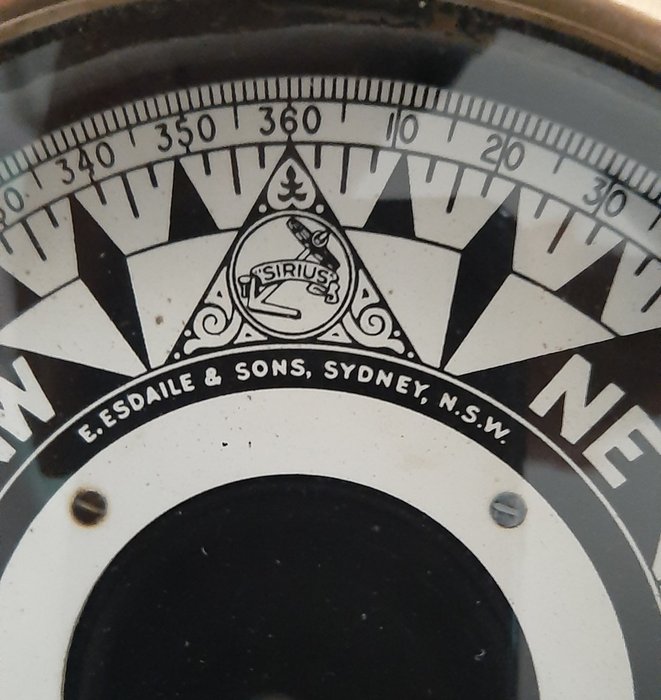 340 350 360 10 20 30
SIRIUS
E. ESDAILE & SONS, SYDNEY, N.S.W.
NE